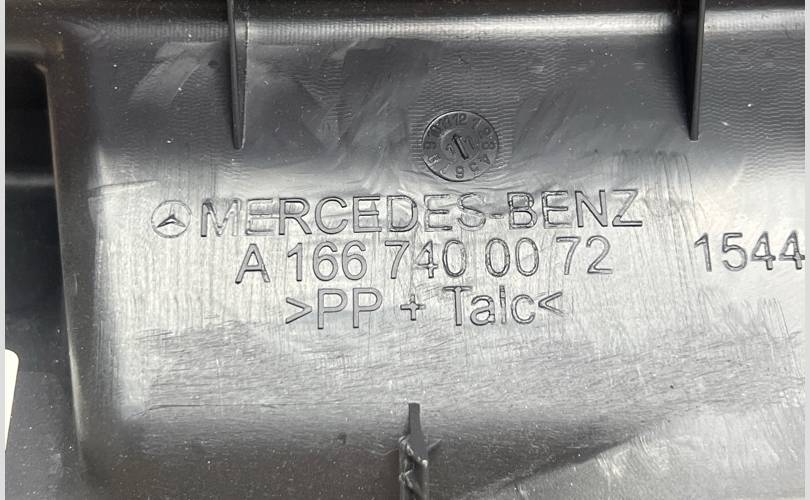 MERCEDES-BENZ
A 166 740 00 72
1544
>PP + Talc<